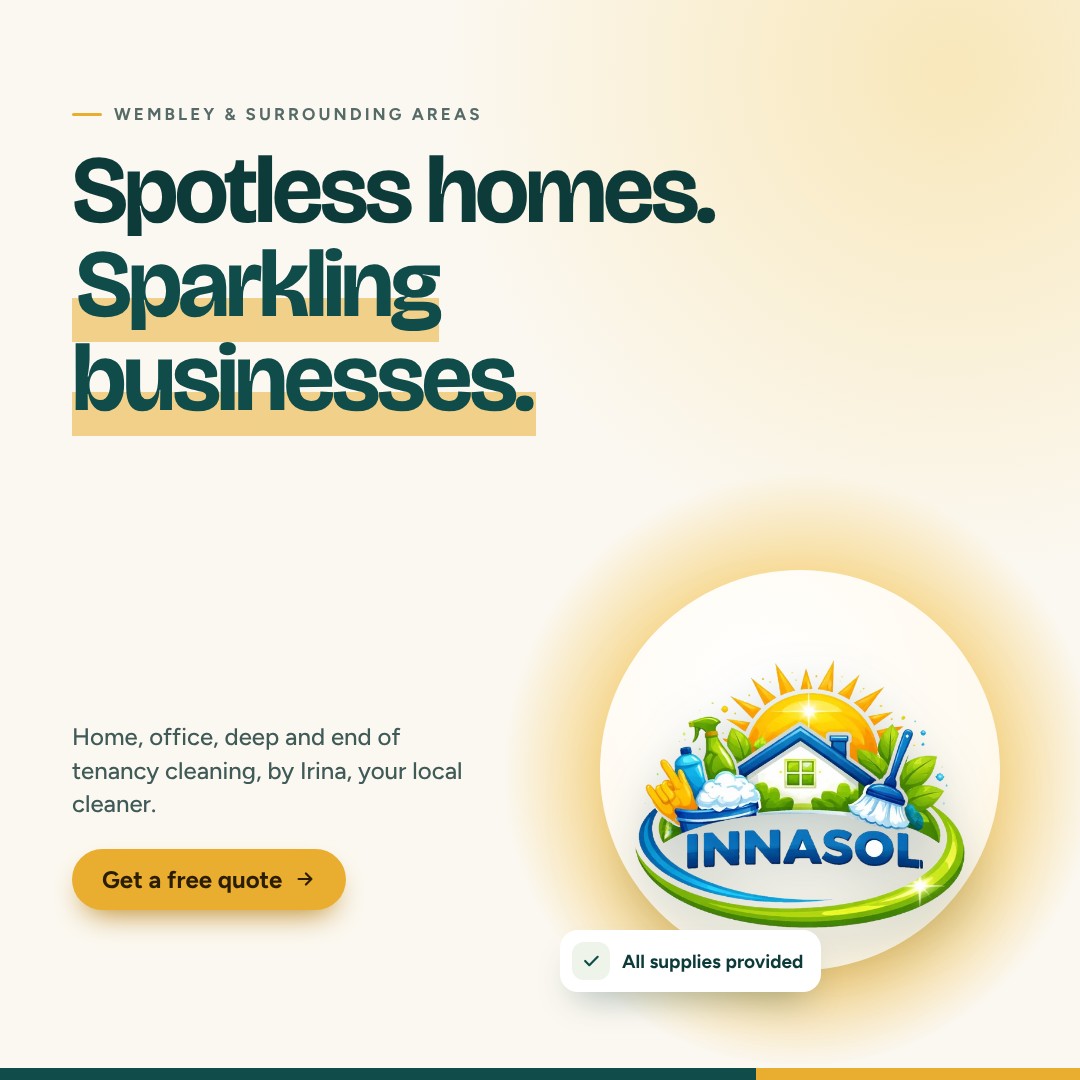 WEMBLEY & SURROUNDING AREAS
Spotless homes.
Sparkling
businesses.
Home, office, deep and end of
tenancy cleaning, by Irina, your local
cleaner.
Get a free quote →
INNASOL
All supplies provided